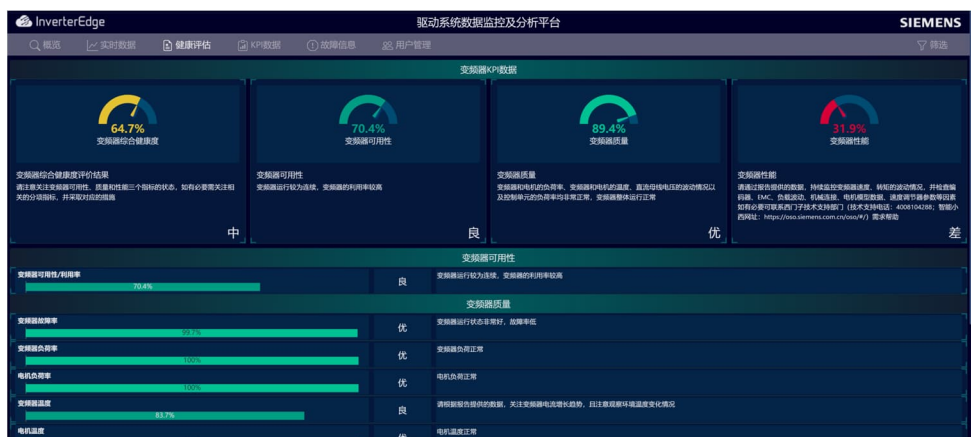 InverterEdge
驱动系统数据监控及分析平台
SIEMENS
概览
实时数据
健康评估
KPI数据
故障信息
用户管理
筛选
变频器KPI数据
64.7%
变频器综合健康度
70.4%
变频器可用性
89.4%
变频器质量
31.9%
变频器性能
变频器综合健康度评价结果
请注意关注变频器可用性、质量和性能三个指标的状态，如有必要需关注相
关的分项指标，并采取对应的措施
中
变频器可用性
变频器运行较为连续，变频器的利用率较高
良
变频器质量
变频器和电机的负荷率、变频器和电机的温度、直流母线电压的波动情况以
及控制单元的负荷率均非常正常，变频器整体运行正常
优
变频器性能
请通过报告提供的数据，持续监控变频器速度、转矩的波动情况，并检查编
码器、EMC、负载波动、机械连接、电机模型数据、速度调节器参数等因素
如有必要可联系西门子技术支持部门（技术支持电话：4008104288；智能小
西网址：https://oso.siemens.com.cn/oso/#/）需求帮助
差
变频器可用性
变频器可用性/利用率
70.4%
良
变频器运行较为连续，变频器的利用率较高
变频器质量
变频器故障率
99.7%
优
变频器运行状态非常好，故障率低
变频器负荷率
100%
优
变频器负荷正常
电机负荷率
100%
优
电机负荷正常
变频器温度
83.7%
良
请根据报告提供的数据，关注变频器电流增长趋势，且注意观察环境温度变化情况
电机温度
优
电机温度正常